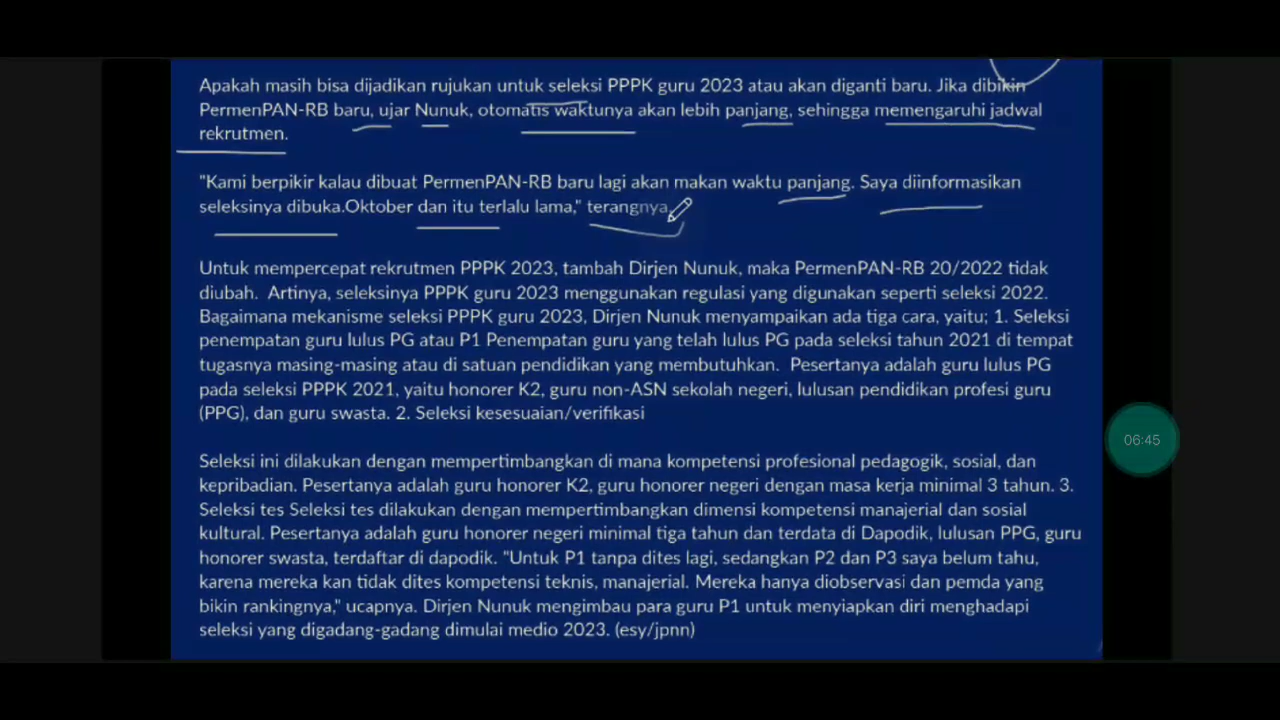 Apakah masih bisa dijadikan rujukan untuk seleksi PPPK guru 2023 atau akan diganti baru. Jika dibikin
PermenPAN-RB baru, ujar Nunuk, otomatis waktunya akan lebih panjang, sehingga memengaruhi jadwal
rekrutmen.
"Kami berpikir kalau dibuat PermenPAN-RB baru lagi akan makan waktu panjang. Saya diinformasikan
seleksinya dibuka.Oktober dan itu terlalu lama," terangnya
Untuk mempercepat rekrutmen PPPK 2023, tambah Dirjen Nunuk, maka PermenPAN-RB 20/2022 tidak
diubah.  Artinya, seleksinya PPPK guru 2023 menggunakan regulasi yang digunakan seperti seleksi 2022.
Bagaimana mekanisme seleksi PPPK guru 2023, Dirjen Nunuk menyampaikan ada tiga cara, yaitu; 1. Seleksi
penempatan guru lulus PG atau P1 Penempatan guru yang telah lulus PG pada seleksi tahun 2021 di tempat
tugasnya masing-masing atau di satuan pendidikan yang membutuhkan.  Pesertanya adalah guru lulus PG
pada seleksi PPPK 2021, yaitu honorer K2, guru non-ASN sekolah negeri, lulusan pendidikan profesi guru
(PPG), dan guru swasta. 2. Seleksi kesesuaian/verifikasi
Seleksi ini dilakukan dengan mempertimbangkan di mana kompetensi profesional pedagogik, sosial, dan
kepribadian. Pesertanya adalah guru honorer K2, guru honorer negeri dengan masa kerja minimal 3 tahun. 3.
Seleksi tes Seleksi tes dilakukan dengan mempertimbangkan dimensi kompetensi manajerial dan sosial
kultural. Pesertanya adalah guru honorer negeri minimal tiga tahun dan terdata di Dapodik, lulusan PPG, guru
honorer swasta, terdaftar di dapodik. "Untuk P1 tanpa dites lagi, sedangkan P2 dan P3 saya belum tahu,
karena mereka kan tidak dites kompetensi teknis, manajerial. Mereka hanya diobservasi dan pemda yang
bikin rankingnya," ucapnya. Dirjen Nunuk mengimbau para guru P1 untuk menyiapkan diri menghadapi
seleksi yang digadang-gadang dimulai medio 2023. (esy/jpnn)
06:45